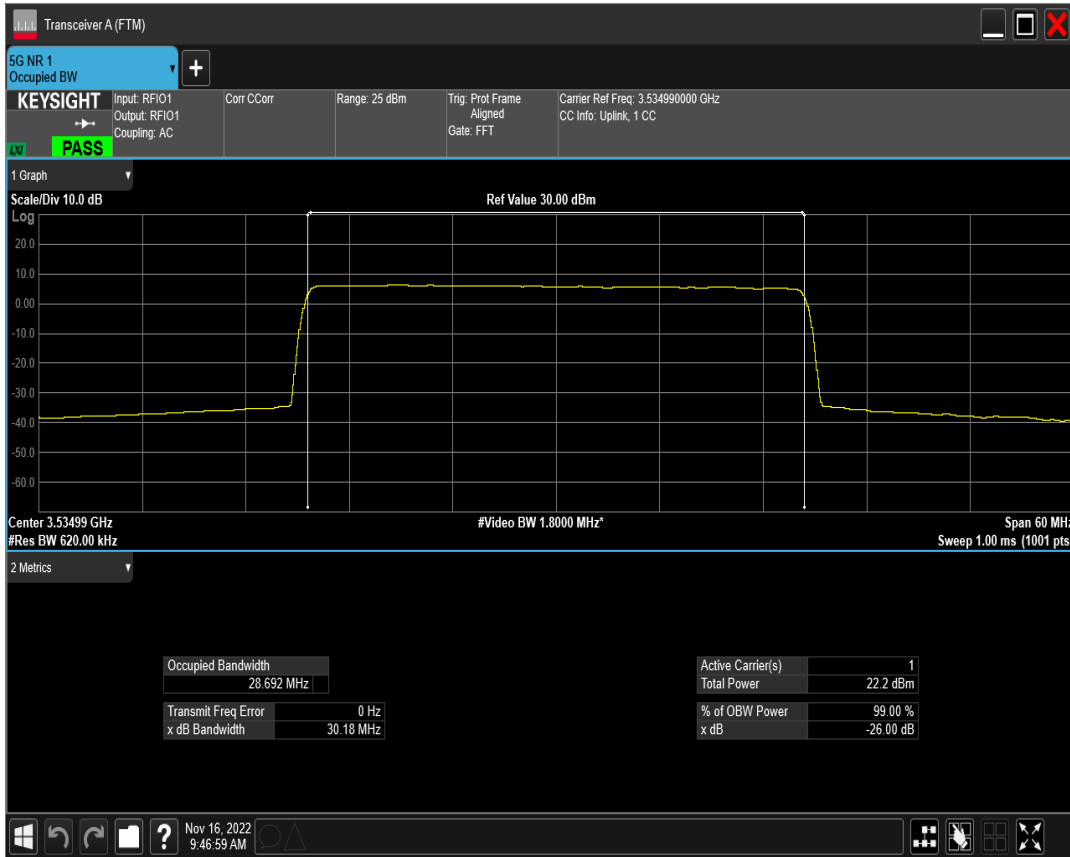 Transceiver A (FTM)
5G NR 1
Occupied BW
+
KEYSIGHT
LXI
PASS
Input: RFIO1
Output: RFIO1
Coupling: AC
Corr CCorr
Range: 25 dBm
Trig: Prot Frame
Aligned
Gate: FFT
Carrier Ref Freq: 3.534990000 GHz
CC Info: Uplink, 1 CC
1 Graph
Scale/Div 10.0 dB
Ref Value 30.00 dBm
Log
20.0
10.0
0.00
-10.0
-20.0
-30.0
-40.0
-50.0
-60.0
Center 3.53499 GHz
#Video BW 1.8000 MHz*
Span 60 MHz
#Res BW 620.00 kHz
Sweep 1.00 ms (1001 pts
2 Metrics
Occupied Bandwidth
28.692 MHz
Transmit Freq Error 0 Hz
x dB Bandwidth 30.18 MHz
Active Carrier(s) 1
Total Power 22.2 dBm
% of OBW Power 99.00 %
x dB -26.00 dB
?
Nov 16, 2022
9:46:59 AM